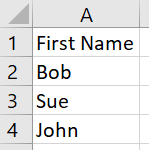 A
1 First Name
2 Bob
3 Sue
4 John